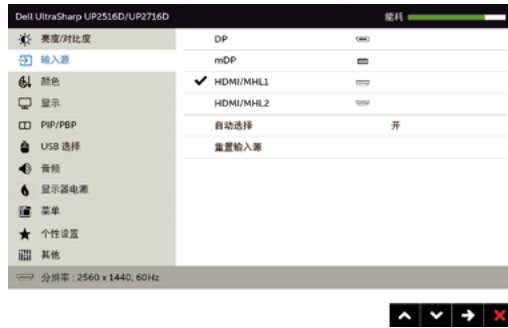 Dell UltraSharp UP2516D/UP2716D
能耗
亮度/对比度
输入源
颜色
显示
PIP/PBP
USB 选择
音频
显示器电源
菜单
个性设置
其他
DP
mDP
HDMI/MHL1
HDMI/MHL2
自动选择 开
重置输入源
分辨率 : 2560 x 1440, 60Hz